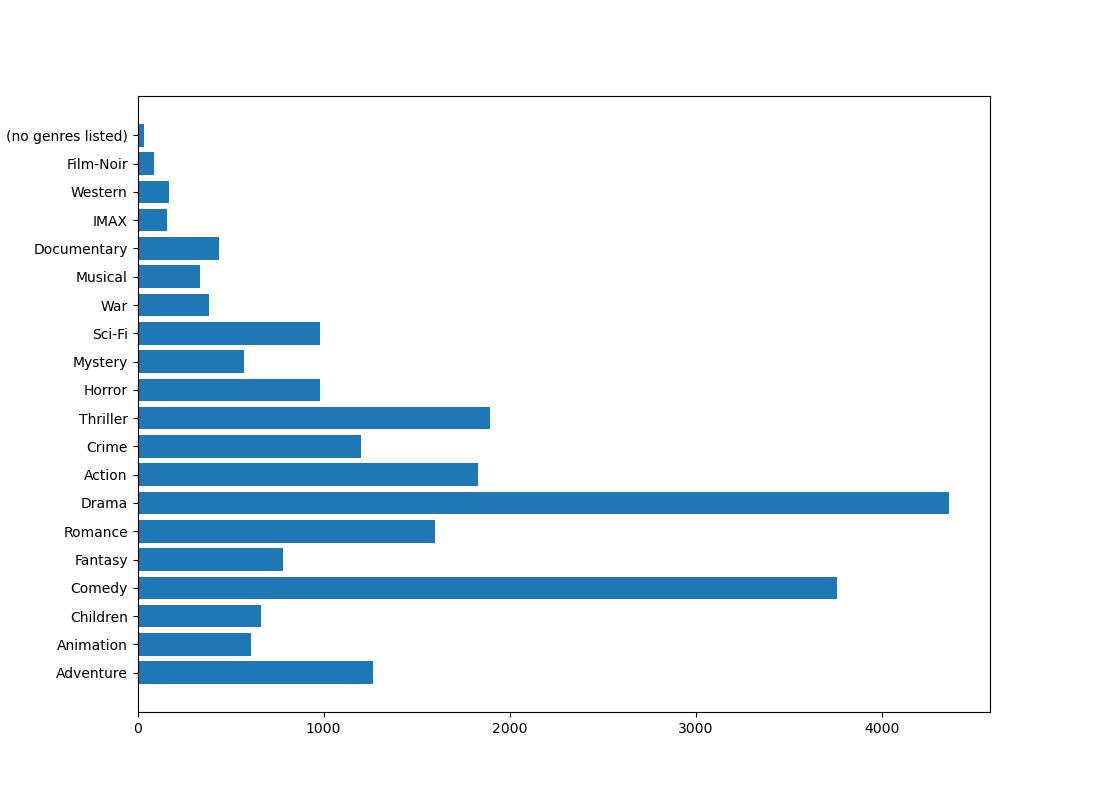 (no genres listed)
Film-Noir
Western
IMAX
Documentary
Musical
War
Sci-Fi
Mystery
Horror
Thriller
Crime
Action
Drama
Romance
Fantasy
Comedy
Children
Animation
Adventure
0 1000 2000 3000 4000